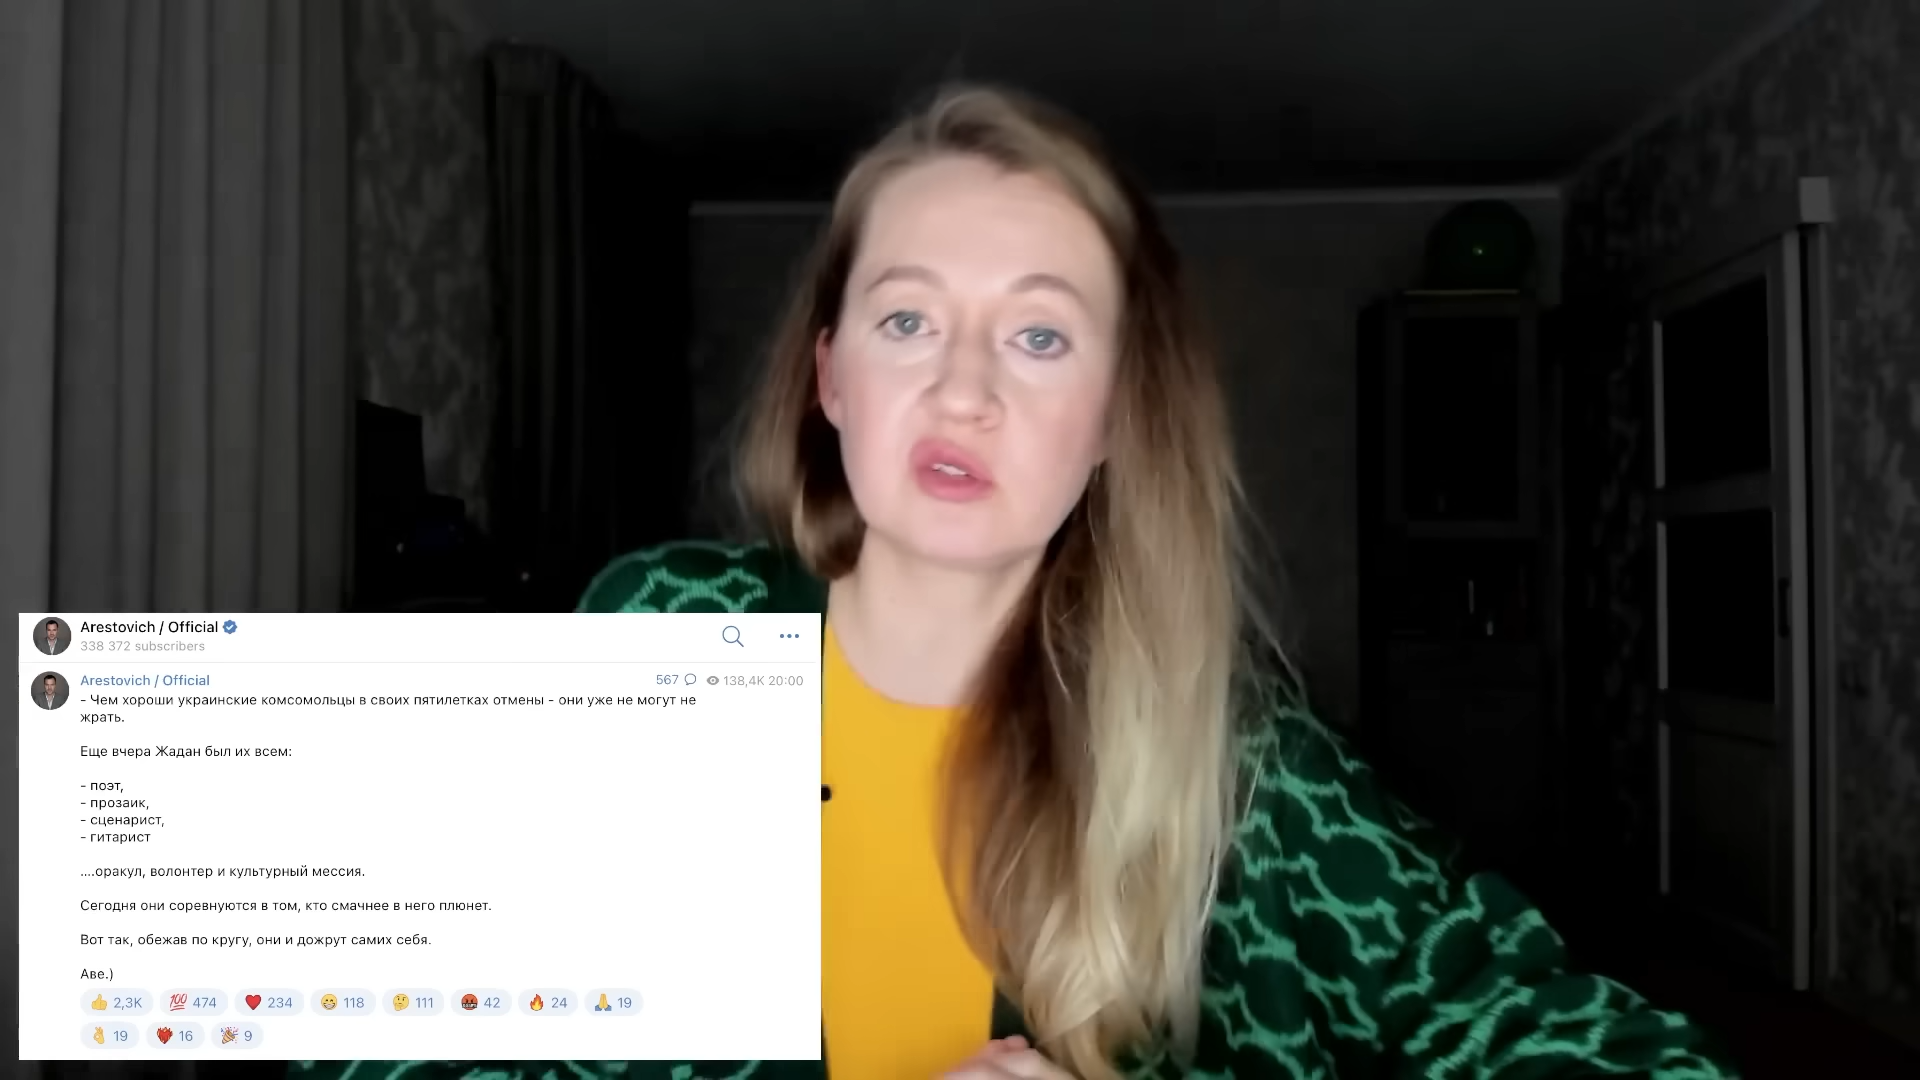 Arestovich / Official
338 372 subscribers
Arestovich / Official
567 138,4K 20:00
- Чем хороши украинские комсомольцы в своих пятилетках отмены - они уже не могут не
жрать.
Еще вчера Жадан был их всем:
- поэт,
- прозаик,
- сценарист,
- гитарист
....оракул, волонтер и культурный мессия.
Сегодня они соревнуются в том, кто смачнее в него плюнет.
Вот так, обежав по кругу, они и дожрут самих себя.
Аве.)
👍 2,3K 💯 474 ❤️ 234 😁 118 🤔 111 🤬 42 🔥 24 🙏 19
👌 19 ❤️‍🔥 16 🎉 9